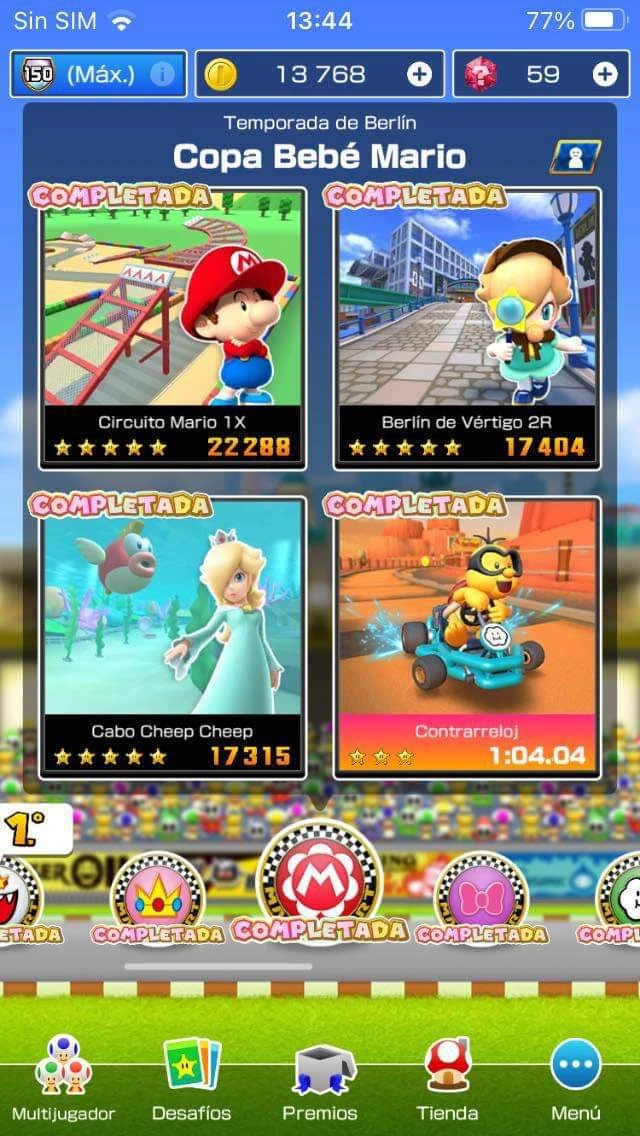 Sin SIM 13:44 77%
150 (Máx.) i 13 768 + ? 59 +
Temporada de Berlín
Copa Bebé Mario
COMPLETADA COMPLETADA
Circuito Mario 1X
22288
Berlín de Vértigo 2R
17404
COMPLETADA COMPLETADA
Cabo Cheep Cheep
17315
Contrarreloj
1:04.04
1.º
ETADA COMPLETADA COMPLETADA COMPLETADA COMPL
Multijugador Desafíos Premios Tienda Menú